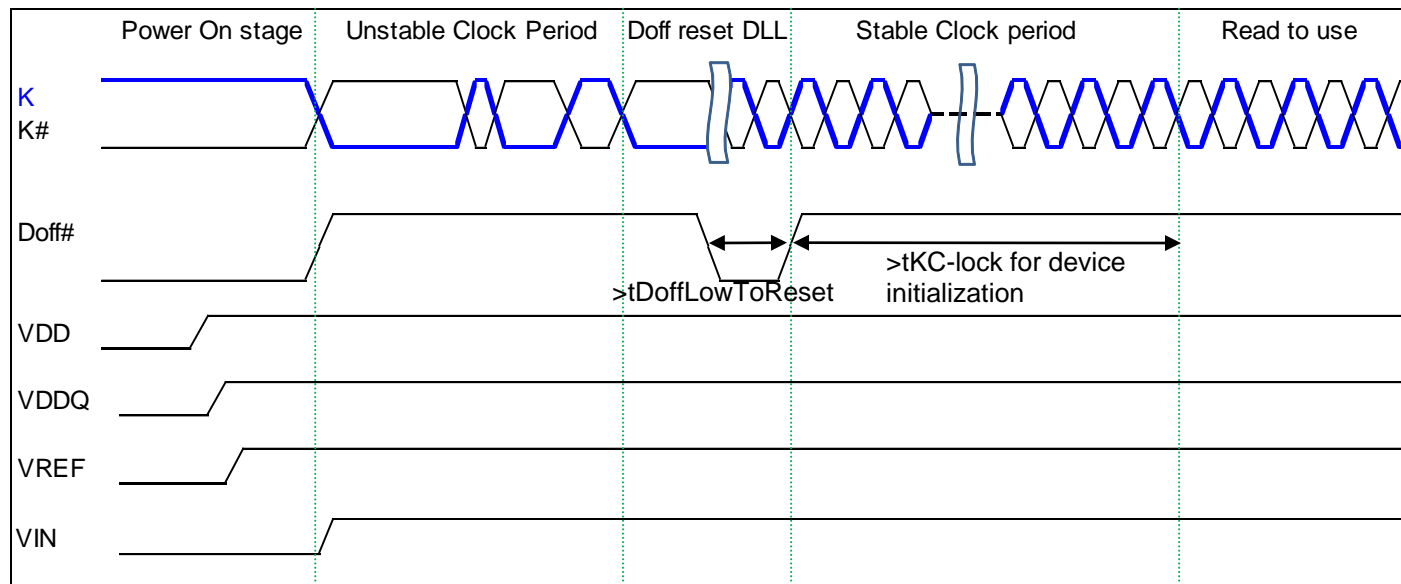 Power On stage
Unstable Clock Period
Doff reset DLL
Stable Clock period
Read to use
K
K#
Doff#
>tDoffLowToReset
>tKC-lock for device
initialization
VDD
VDDQ
VREF
VIN